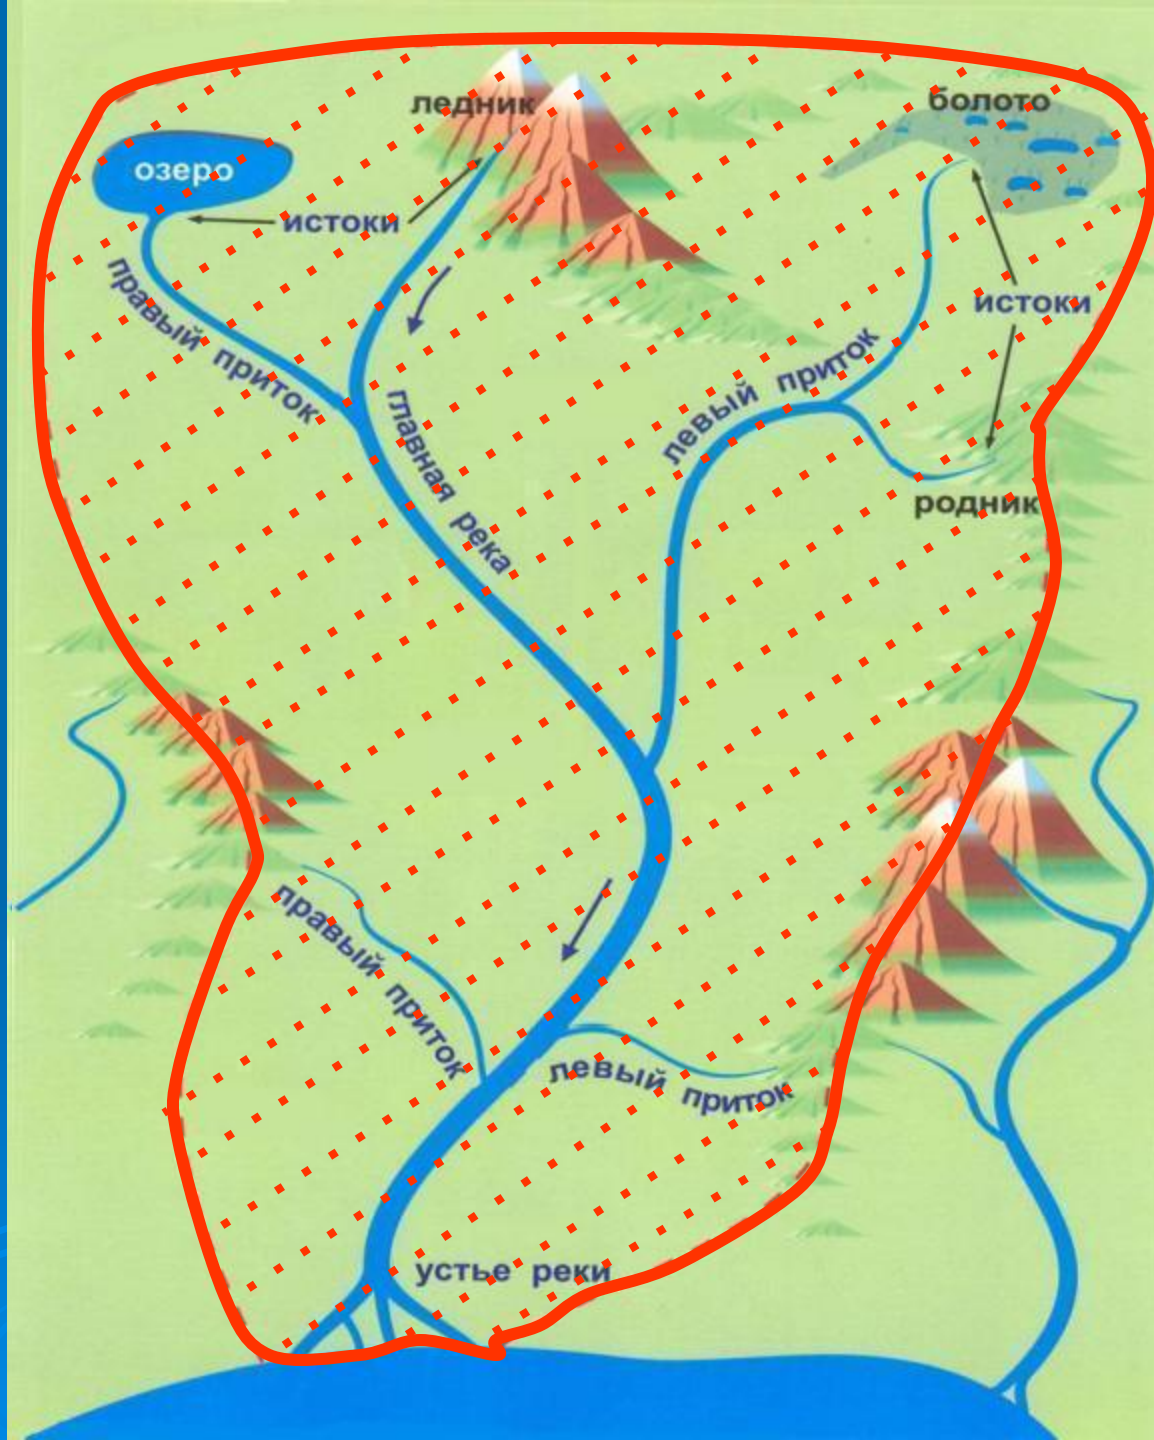 ледник
болото
озеро
истоки
истоки
правый приток
главная река
левый приток
родник
правый приток
левый приток
устье реки